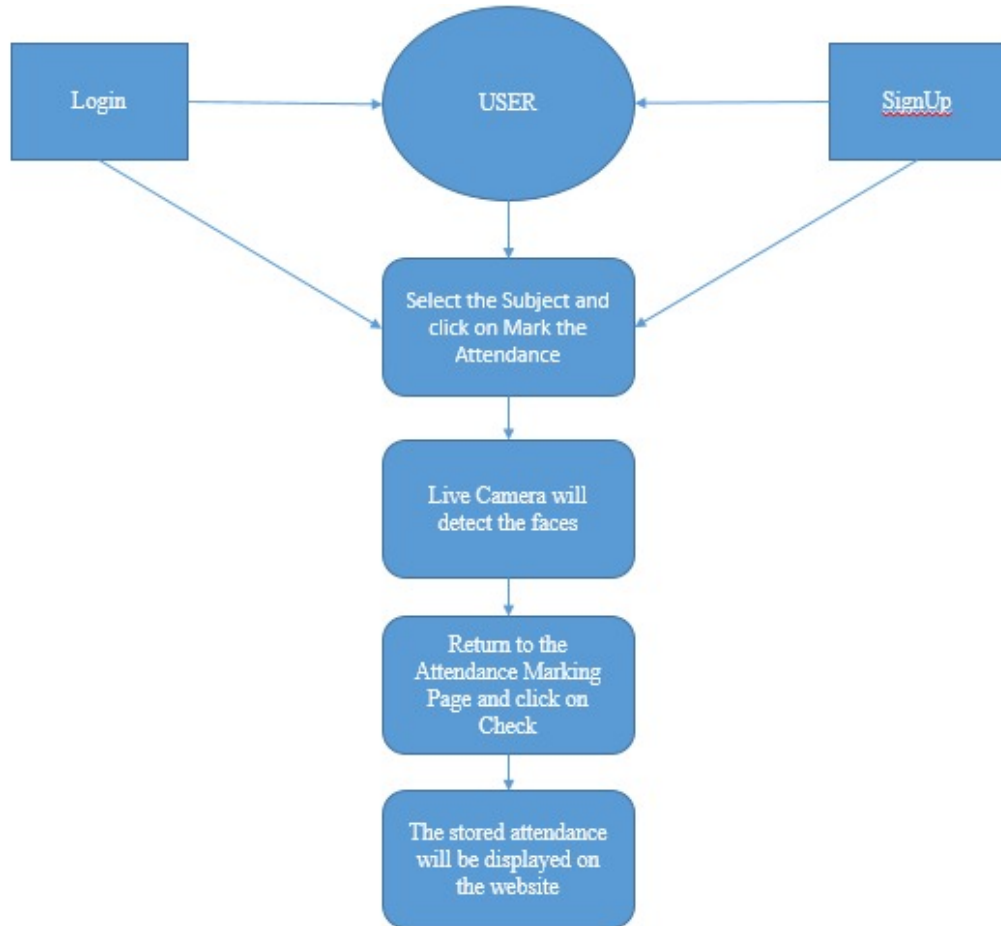 Login
USER
SignUp
Select the Subject and
click on Mark the
Attendance
Live Camera will
detect the faces
Return to the
Attendance Marking
Page and click on
Check
The stored attendance
will be displayed on
the website